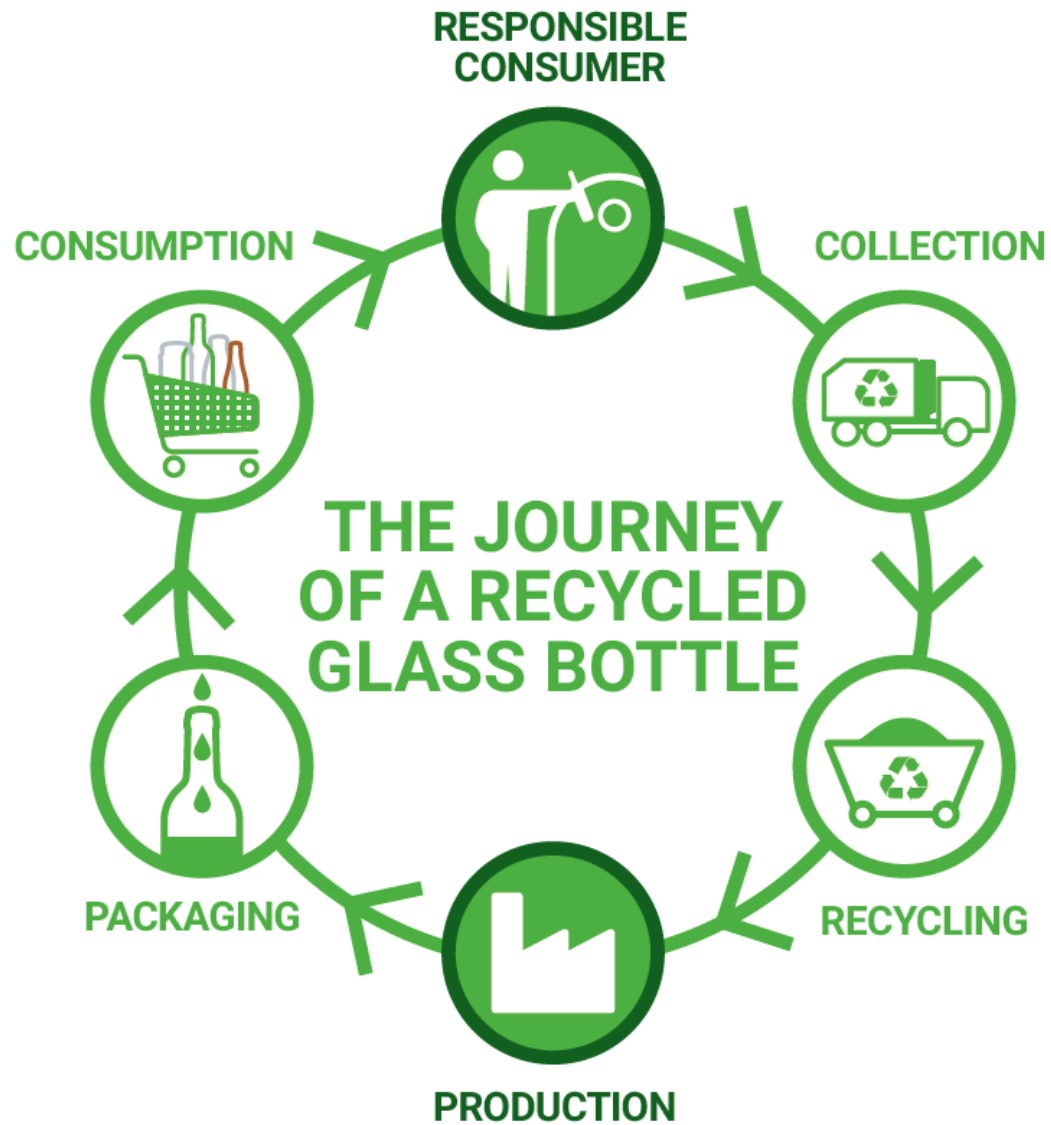 RESPONSIBLE
CONSUMER
CONSUMPTION
COLLECTION
THE JOURNEY
OF A RECYCLED
GLASS BOTTLE
PACKAGING
RECYCLING
PRODUCTION